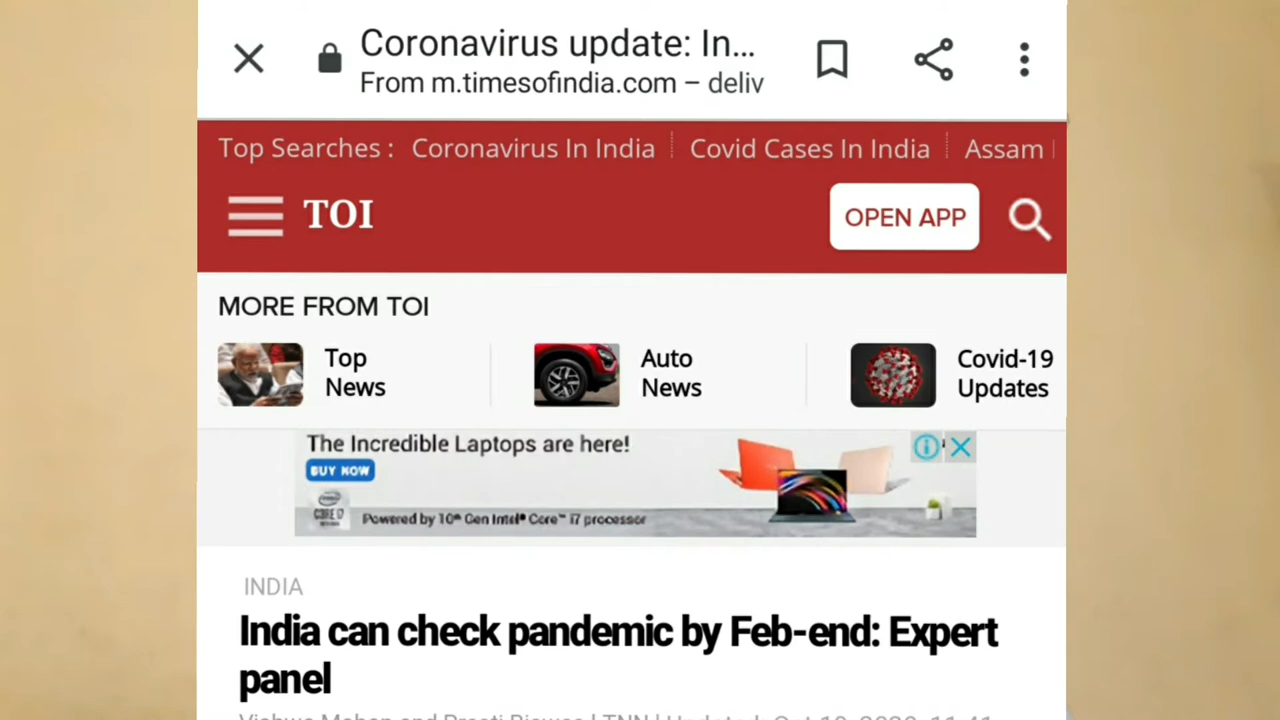 Coronavirus update: In...
From m.timesofindia.com – deliv
Top Searches : Coronavirus In India Covid Cases In India Assam
TOI
OPEN APP
MORE FROM TOI
Top
News
Auto
News
Covid-19
Updates
The Incredible Laptops are here!
BUY NOW
CORE i7
Powered by 10th Gen Intel® Core™ i7 processor
INDIA
India can check pandemic by Feb-end: Expert
panel